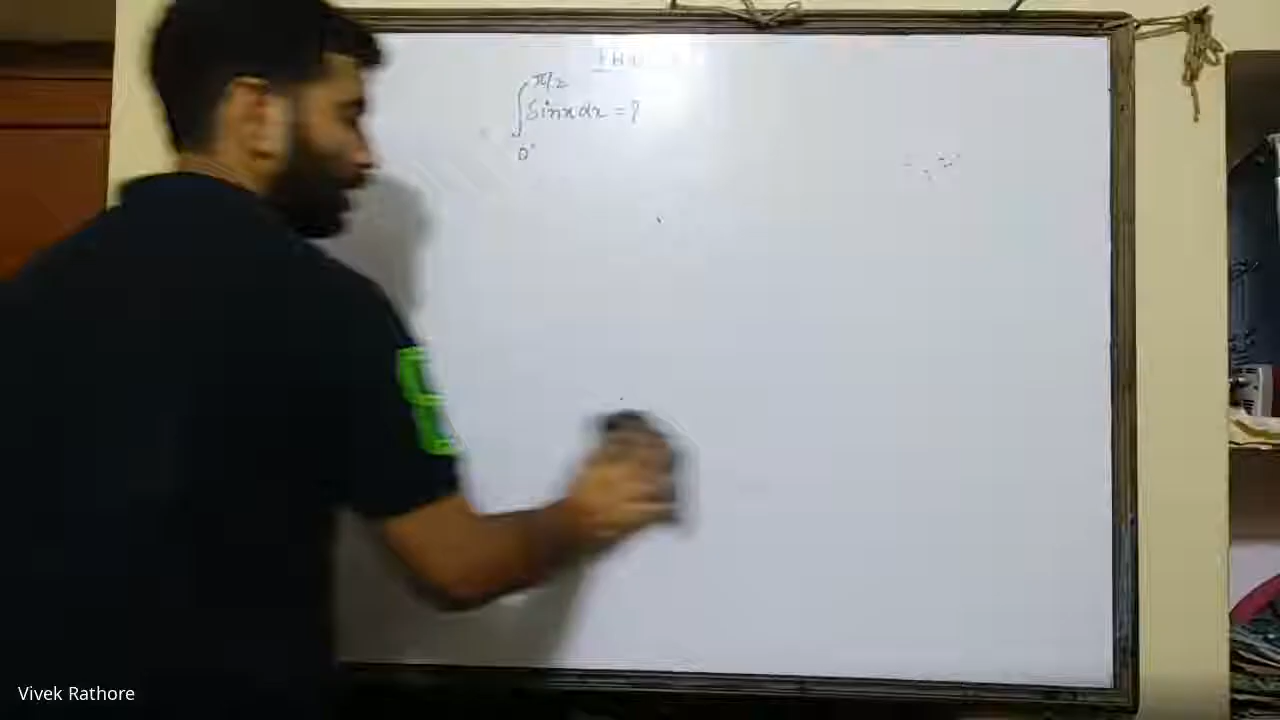 π/2
∫ Sinx dx = ?
0°
Vivek Rathore